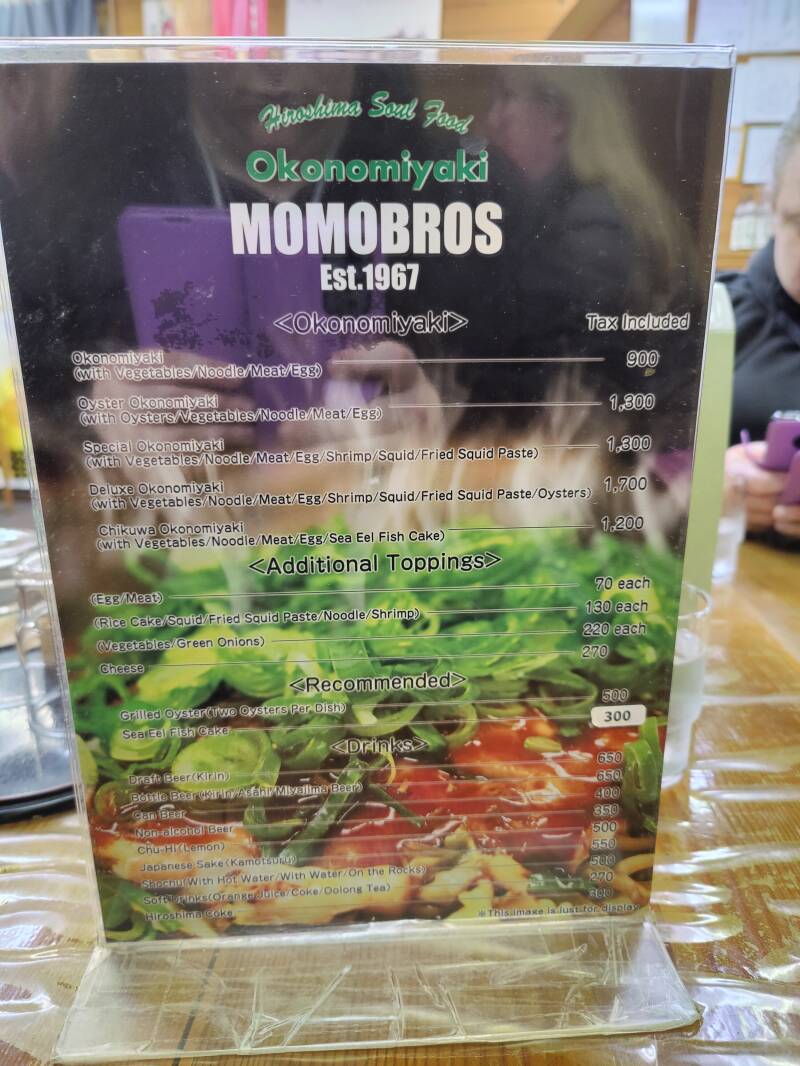 Hiroshima Soul Food
Okonomiyaki
MOMOBROS
Est.1967
<Okonomiyaki> Tax Included
Okonomiyaki 900
(with Vegetables/Noodle/Meat/Egg)
Oyster Okonomiyaki 1,300
(with Oysters/Vegetables/Noodle/Meat/Egg)
Special Okonomiyaki 1,300
(with Vegetables/Noodle/Meat/Egg/Shrimp/Squid/Fried Squid Paste)
Deluxe Okonomiyaki 1,700
(with Vegetables/Noodle/Meat/Egg/Shrimp/Squid/Fried Squid Paste/Oysters)
Chikuwa Okonomiyaki 1,200
(with Vegetables/Noodle/Meat/Egg/Sea Eel Fish Cake)
<Additional Toppings>
(Egg/Meat) 70 each
(Rice Cake/Squid/Fried Squid Paste/Noodle/Shrimp) 130 each
(Vegetables/Green Onions) 220 each
Cheese 270
<Recommended>
Grilled Oyster(Two Oysters Per Dish) 500
Sea Eel Fish Cake 300
<Drinks>
Draft Beer(Kirin) 650
Bottle Beer(Kirin/Asahi/Miyajima Beer) 650
Can Beer 400
Non-alcohol Beer 350
Chu-Hi(Lemon) 500
Japanese Sake(Kamotsuru) 550
Shochu(With Hot Water/With Water/On the Rocks) 500
Soft Drinks(Orange Juice/Coke/Oolong Tea) 270
Hiroshima Coke 300
※This image is just for display